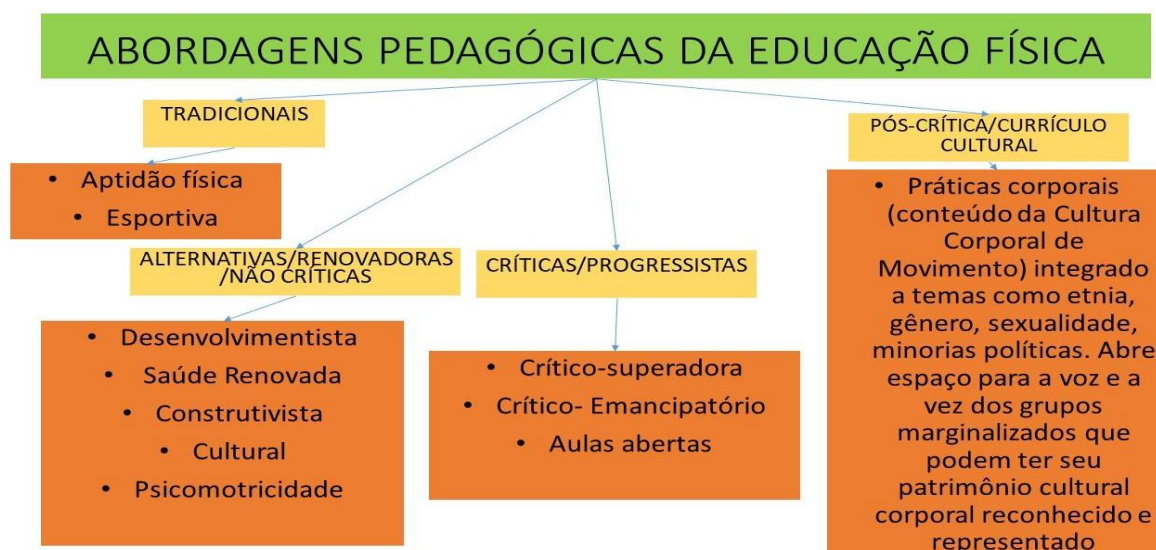 ABORDAGENS PEDAGÓGICAS DA EDUCAÇÃO FÍSICA
TRADICIONAIS
• Aptidão física
• Esportiva
ALTERNATIVAS/RENOVADORAS
/NÃO CRÍTICAS
• Desenvolvimentista
• Saúde Renovada
• Construtivista
• Cultural
• Psicomotricidade
CRÍTICAS/PROGRESSISTAS
• Crítico-superadora
• Crítico- Emancipatório
• Aulas abertas
PÓS-CRÍTICA/CURRÍCULO
CULTURAL
• Práticas corporais
(conteúdo da Cultura
Corporal de
Movimento) integrado
a temas como etnia,
gênero, sexualidade,
minorias políticas. Abre
espaço para a voz e a
vez dos grupos
marginalizados que
podem ter seu
patrimônio cultural
corporal reconhecido e
representado